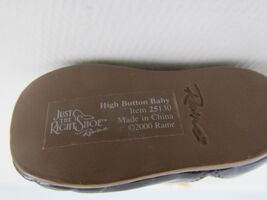 JUST
THE
RIGHT SHOE
Raine
High Button Baby
Item 25130
Made in China
©2000 Raine
Raine